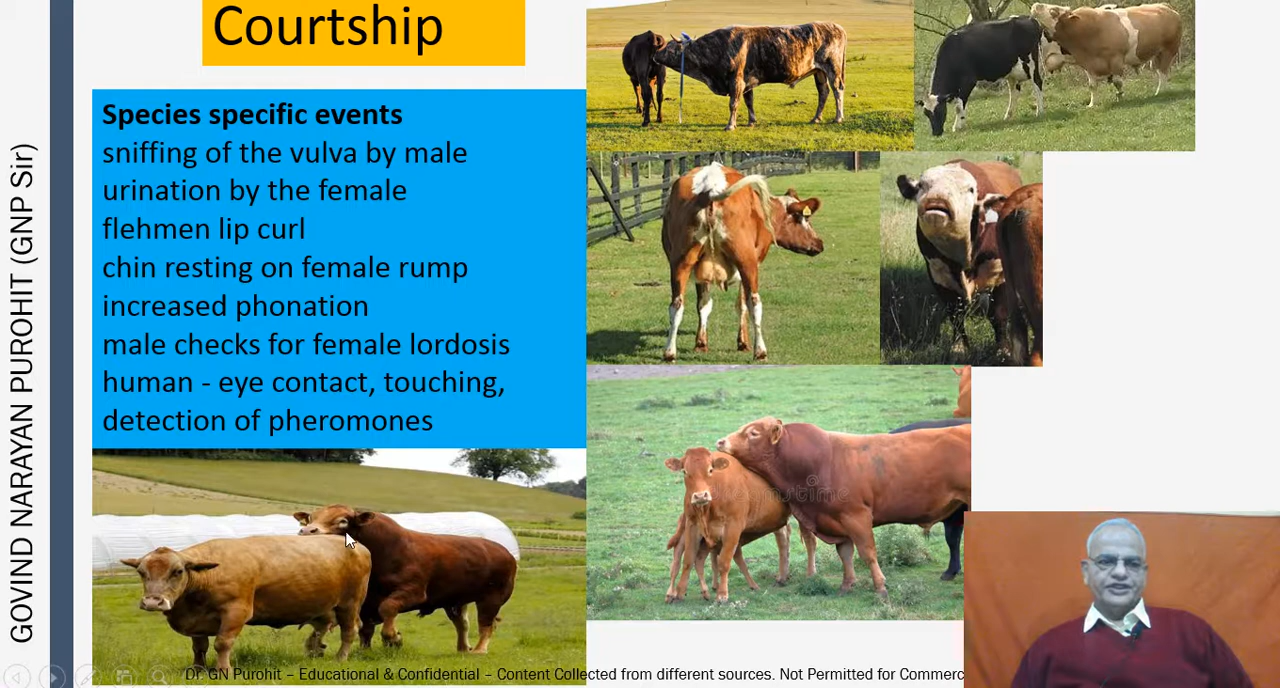 Courtship
Species specific events
sniffing of the vulva by male
urination by the female
flehmen lip curl
chin resting on female rump
increased phonation
male checks for female lordosis
human - eye contact, touching,
detection of pheromones
GOVIND NARAYAN PUROHIT (GNP Sir)
Dr. GN Purohit – Educational & Confidential – Content Collected from different sources. Not Permitted for Commerc